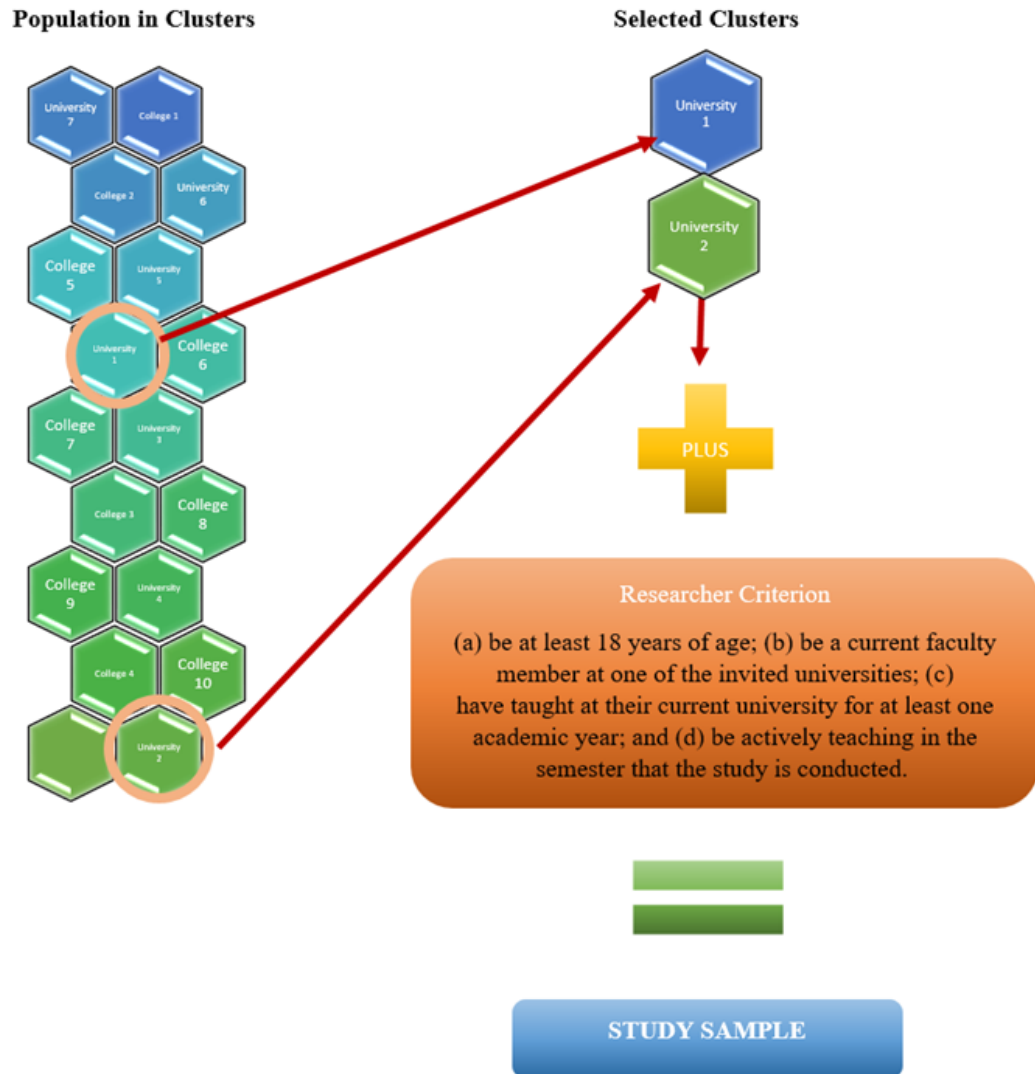 Population in Clusters
Selected Clusters
University
7
College 1
College 2
University
6
College
5
University
5
University
1
College
6
College
7
University
3
College 3
College
8
College
9
University
4
College 4
College
10
University
2
University
1
University
2
PLUS
Researcher Criterion
(a) be at least 18 years of age; (b) be a current faculty
member at one of the invited universities; (c)
have taught at their current university for at least one
academic year; and (d) be actively teaching in the
semester that the study is conducted.
STUDY SAMPLE